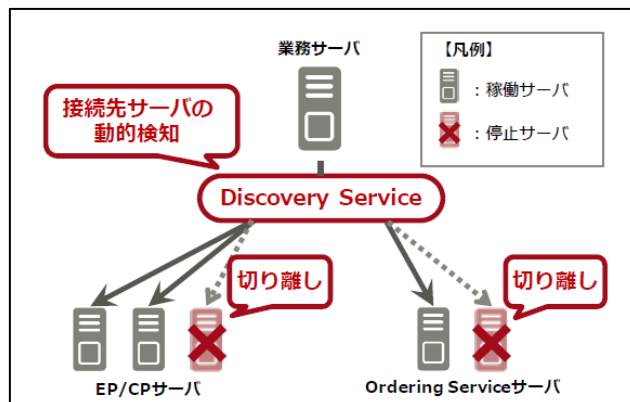 業務サーバ
【凡例】
：稼働サーバ
：停止サーバ
接続先サーバの
動的検知
Discovery Service
切り離し
切り離し
EP/CPサーバ
Ordering Serviceサーバ